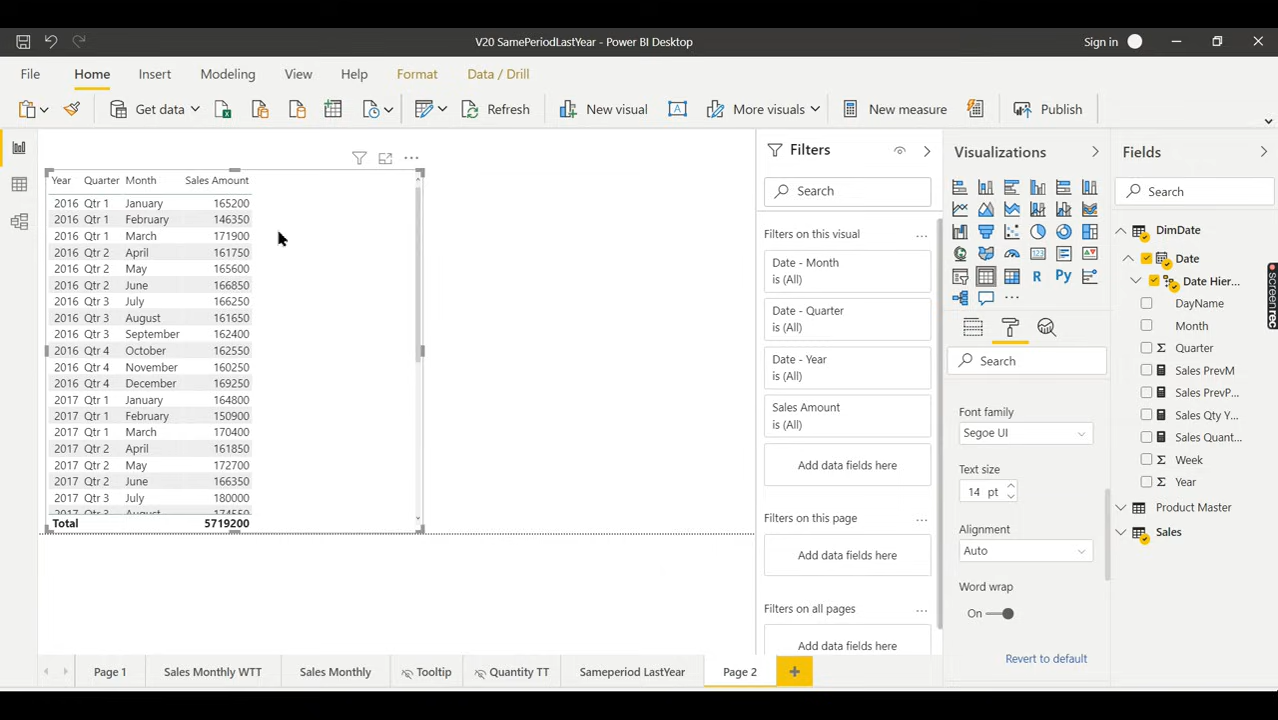 V20 SamePeriodLastYear - Power BI Desktop
Sign in
File Home Insert Modeling View Help Format Data / Drill
Get data Refresh New visual More visuals New measure Publish
Year Quarter Month Sales Amount
2016 Qtr 1 January 165200
2016 Qtr 1 February 146350
2016 Qtr 1 March 171900
2016 Qtr 2 April 161750
2016 Qtr 2 May 165600
2016 Qtr 2 June 166850
2016 Qtr 3 July 166250
2016 Qtr 3 August 161650
2016 Qtr 3 September 162400
2016 Qtr 4 October 162550
2016 Qtr 4 November 160250
2016 Qtr 4 December 169250
2017 Qtr 1 January 164800
2017 Qtr 1 February 150900
2017 Qtr 1 March 170400
2017 Qtr 2 April 161850
2017 Qtr 2 May 172700
2017 Qtr 2 June 166350
2017 Qtr 3 July 180000
2017 Qtr 3 August 174550
Total 5719200
Filters
Search
Filters on this visual ...
Date - Month
is (All)
Date - Quarter
is (All)
Date - Year
is (All)
Sales Amount
is (All)
Add data fields here
Filters on this page ...
Add data fields here
Filters on all pages ...
Add data fields here
Visualizations
R Py
...
Search
Font family
Segoe UI
Text size
14 pt
Alignment
Auto
Word wrap
On
Revert to default
Fields
Search
DimDate
Date
Date Hier...
DayName
Month
Σ Quarter
Sales PrevM
Sales PrevP...
Sales Qty Y...
Sales Quant...
Σ Week
Σ Year
Product Master
Sales
screenrec
Page 1 Sales Monthly WTT Sales Monthly Tooltip Quantity TT Sameperiod LastYear Page 2 +